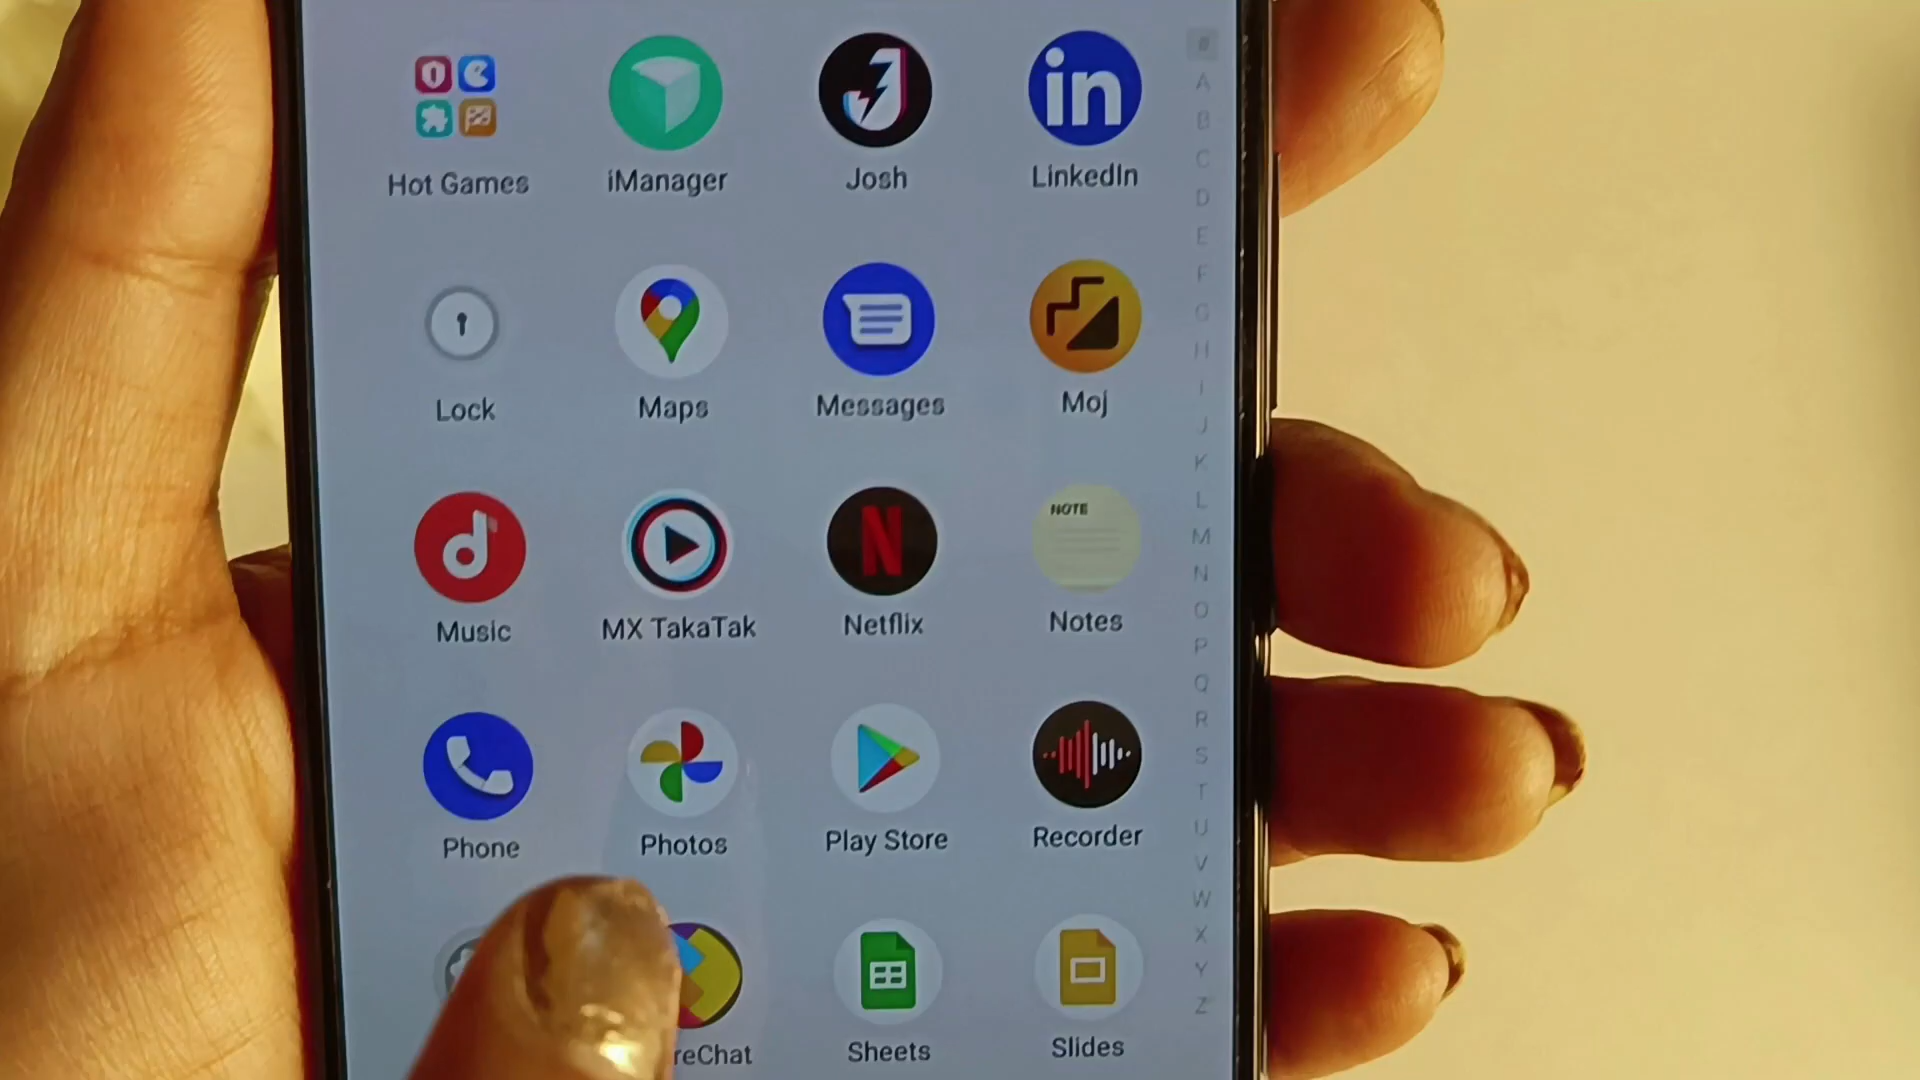 in
Hot Games
iManager
Josh
LinkedIn
Lock
Maps
Messages
Moj
NOTE
Music
MX TakaTak
Netflix
Notes
Phone
Photos
Play Store
Recorder
reChat
Sheets
Slides
#
A
B
C
D
E
F
G
H
I
J
K
L
M
N
O
P
Q
R
S
T
U
V
W
X
Y
Z